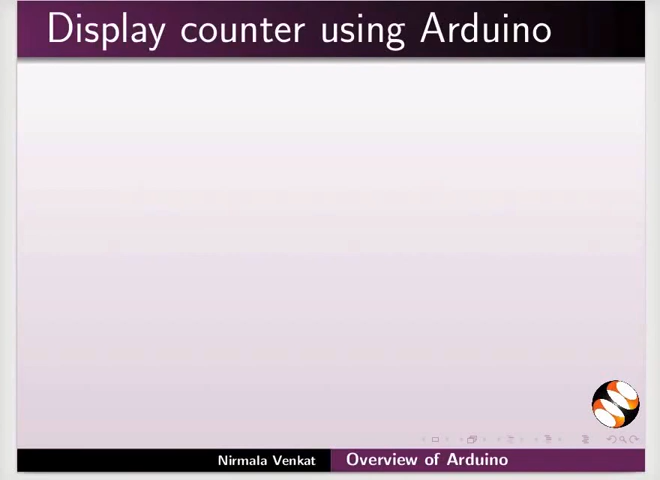 Display counter using Arduino
Nirmala Venkat
Overview of Arduino